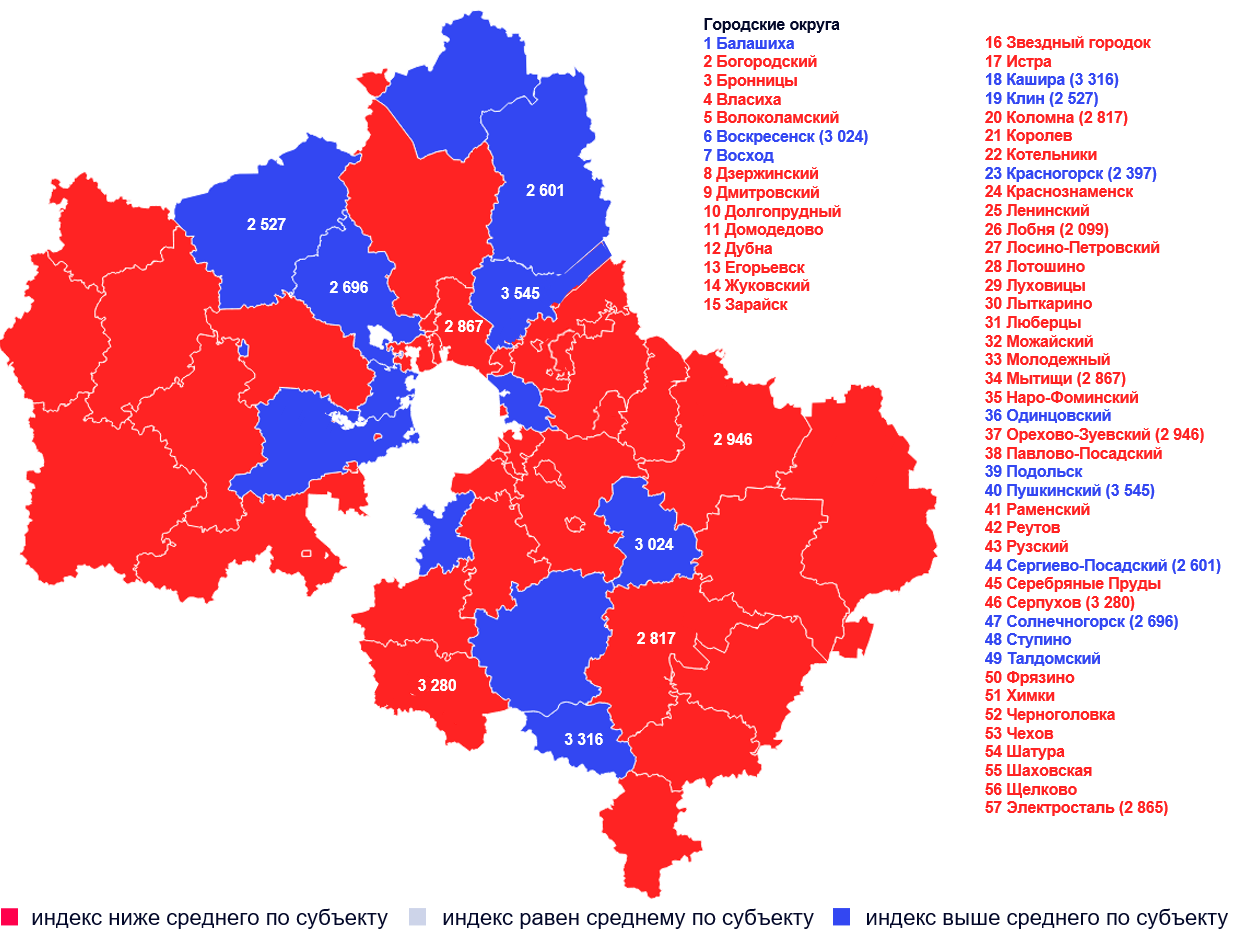 Городские округа
1 Балашиха
2 Богородский
3 Бронницы
4 Власиха
5 Волоколамский
6 Воскресенск (3 024)
7 Восход
8 Дзержинский
9 Дмитровский
10 Долгопрудный
11 Домодедово
12 Дубна
13 Егорьевск
14 Жуковский
15 Зарайск
16 Звездный городок
17 Истра
18 Кашира (3 316)
19 Клин (2 527)
20 Коломна (2 817)
21 Королев
22 Котельники
23 Красногорск (2 397)
24 Краснознаменск
25 Ленинский
26 Лобня (2 099)
27 Лосино-Петровский
28 Лотошино
29 Луховицы
30 Лыткарино
31 Люберцы
32 Можайский
33 Молодежный
34 Мытищи (2 867)
35 Наро-Фоминский
36 Одинцовский
37 Орехово-Зуевский (2 946)
38 Павлово-Посадский
39 Подольск
40 Пушкинский (3 545)
41 Раменский
42 Реутов
43 Рузский
44 Сергиево-Посадский (2 601)
45 Серебряные Пруды
46 Серпухов (3 280)
47 Солнечногорск (2 696)
48 Ступино
49 Талдомский
50 Фрязино
51 Химки
52 Черноголовка
53 Чехов
54 Шатура
55 Шаховская
56 Щелково
57 Электросталь (2 865)
2 601
2 527
2 696
3 545
2 867
2 946
3 024
2 817
3 280
3 316
индекс ниже среднего по субъекту
индекс равен среднему по субъекту
индекс выше среднего по субъекту